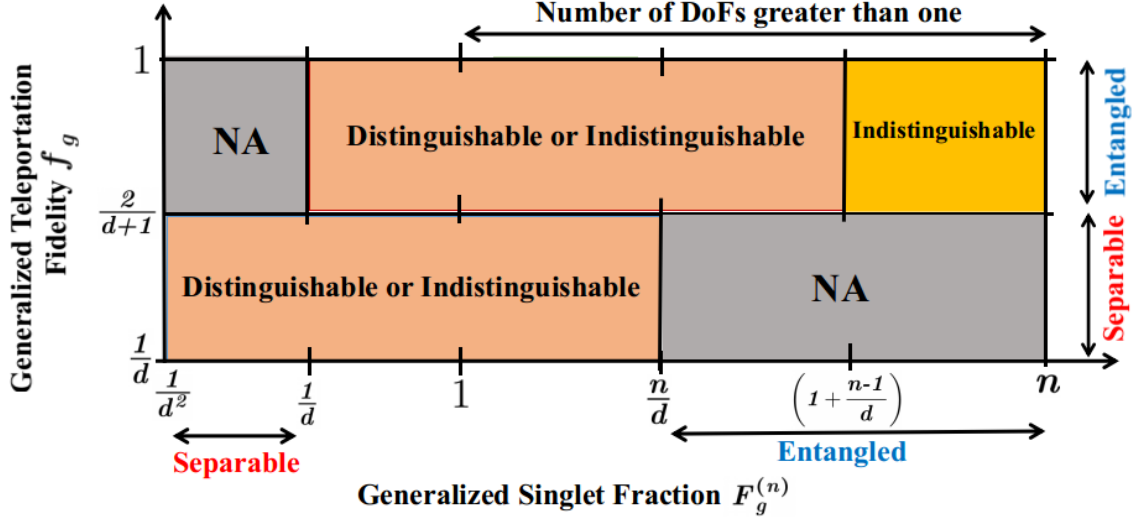 Number of DoFs greater than one
Generalized Teleportation
Fidelity f_g
1
2/(d+1)
1/d
NA
Distinguishable or Indistinguishable
Indistinguishable
Distinguishable or Indistinguishable
NA
Entangled
Separable
1/d²
1/d
1
n/d
(1 + (n-1)/d)
n
Separable
Entangled
Generalized Singlet Fraction F_g^{(n)}